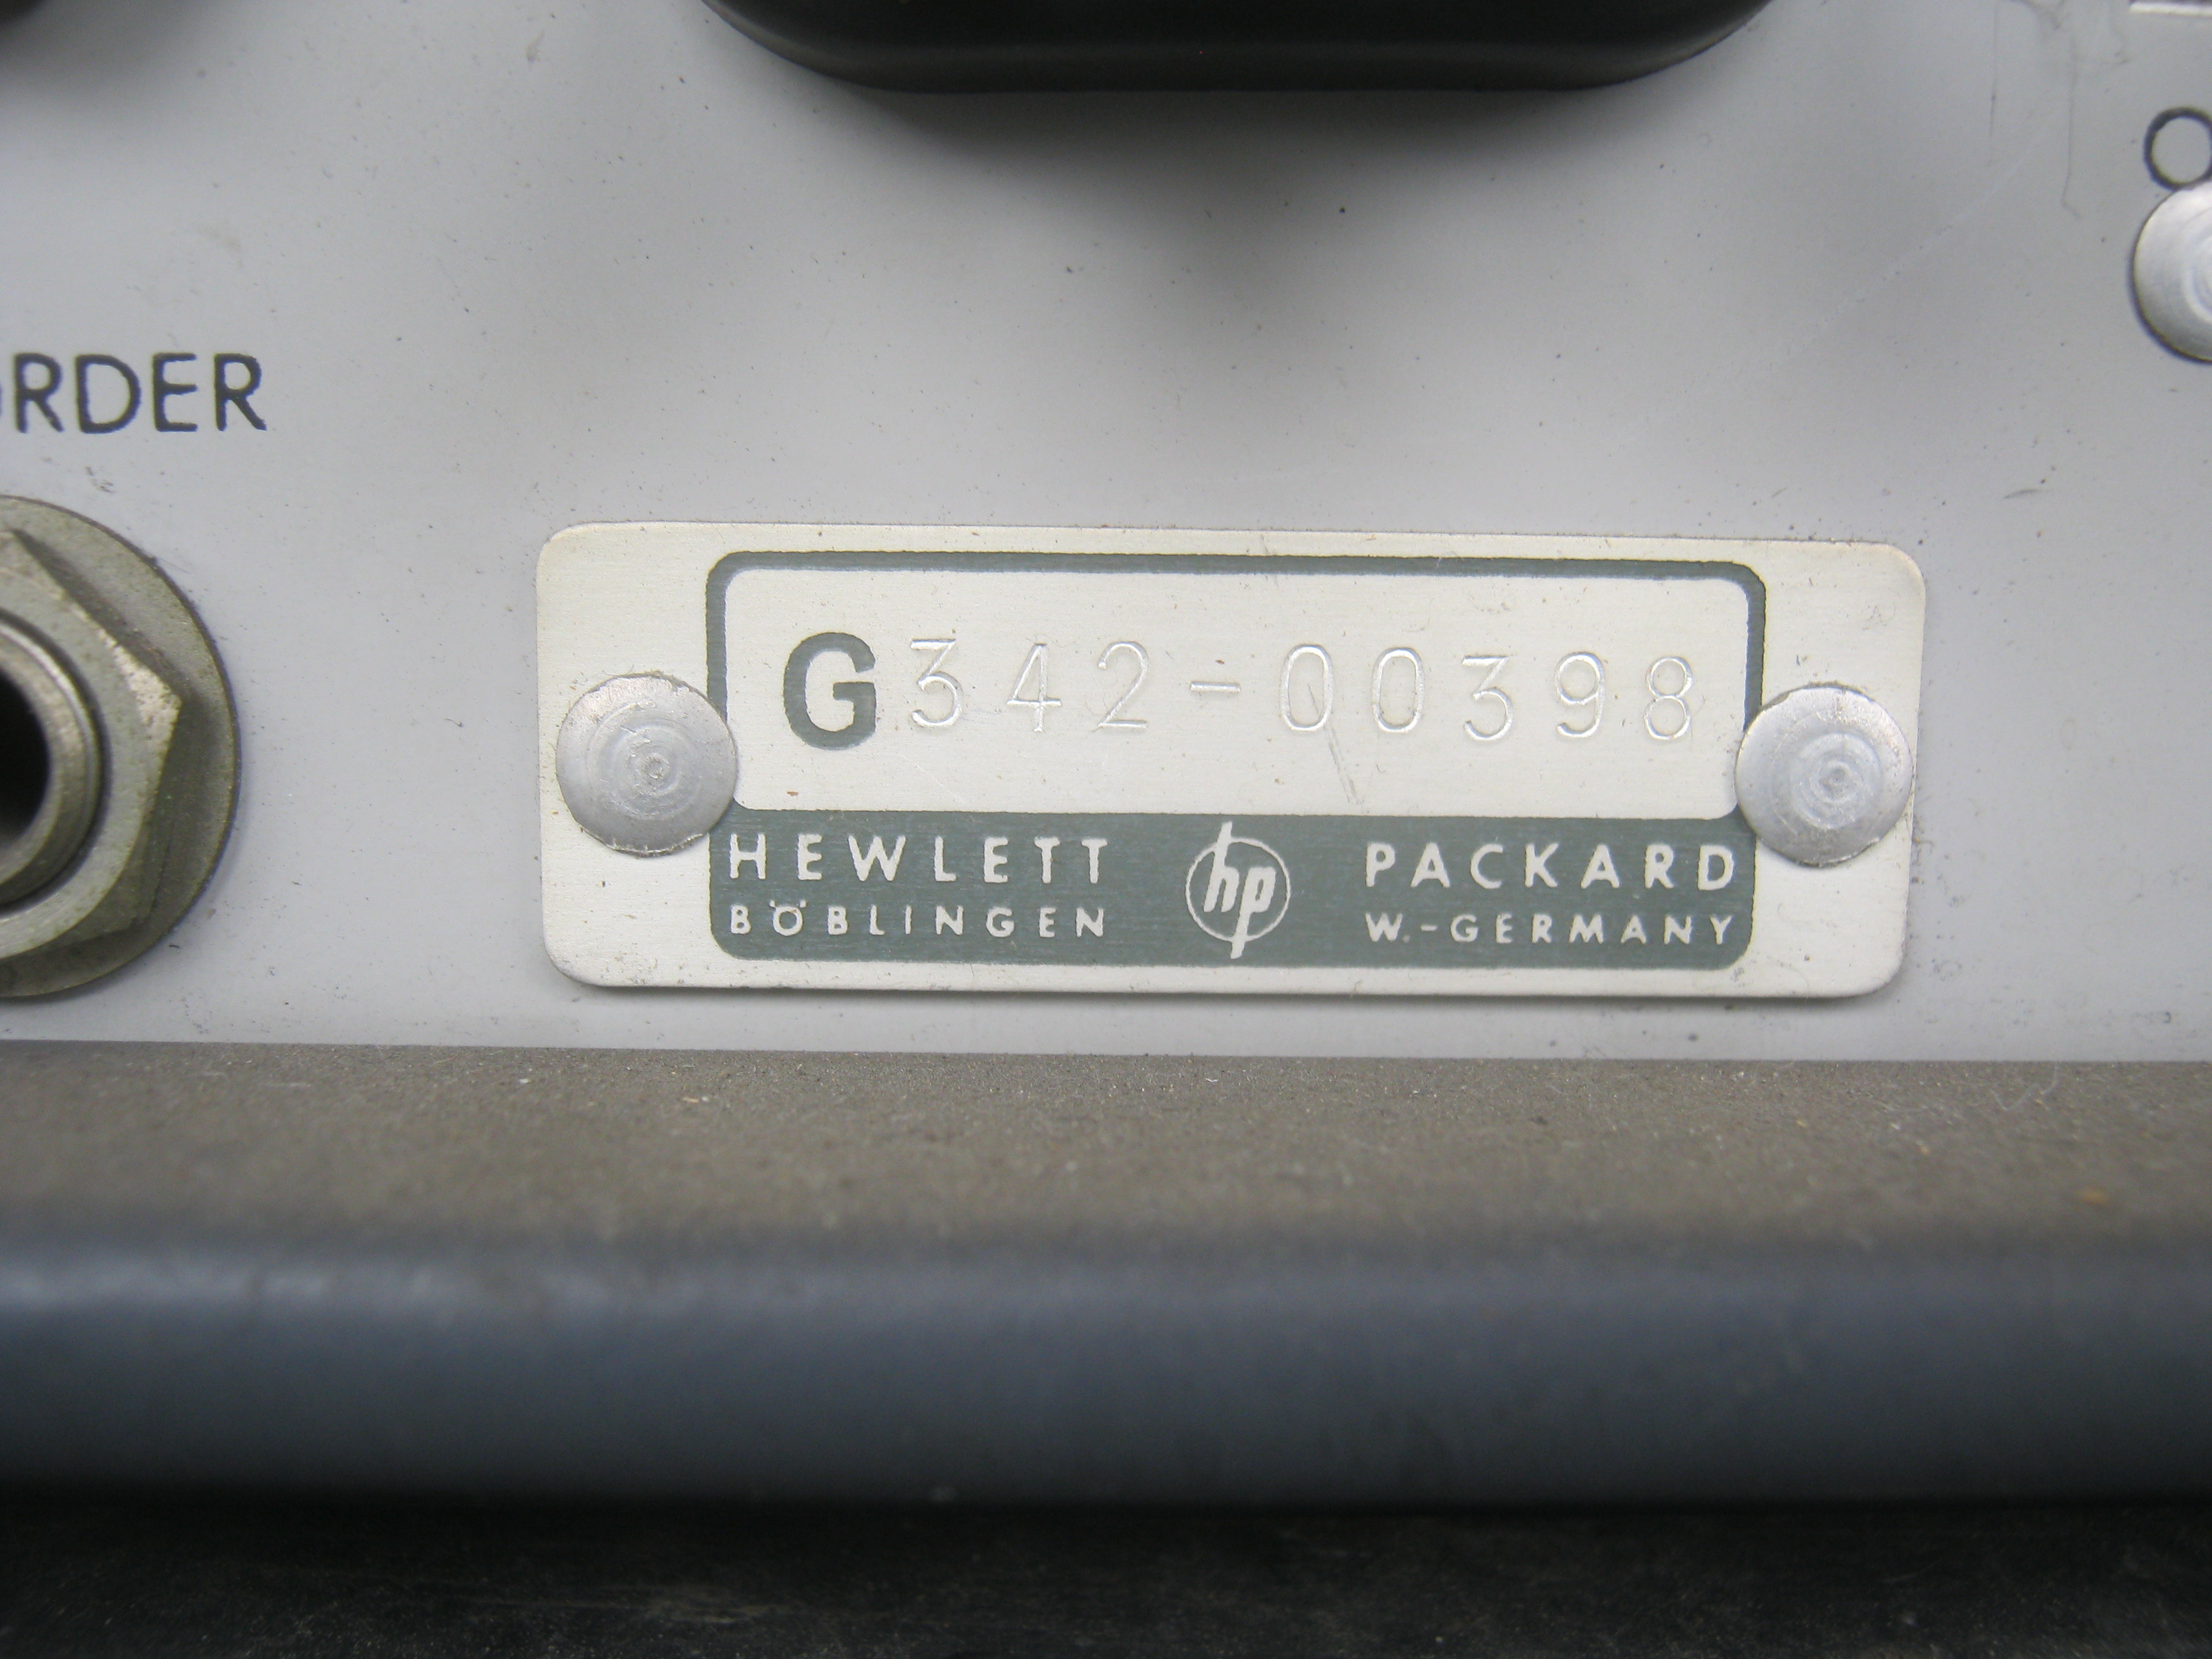 RDER
G342-00398
HEWLETT hp PACKARD
BÖBLINGEN W.-GERMANY